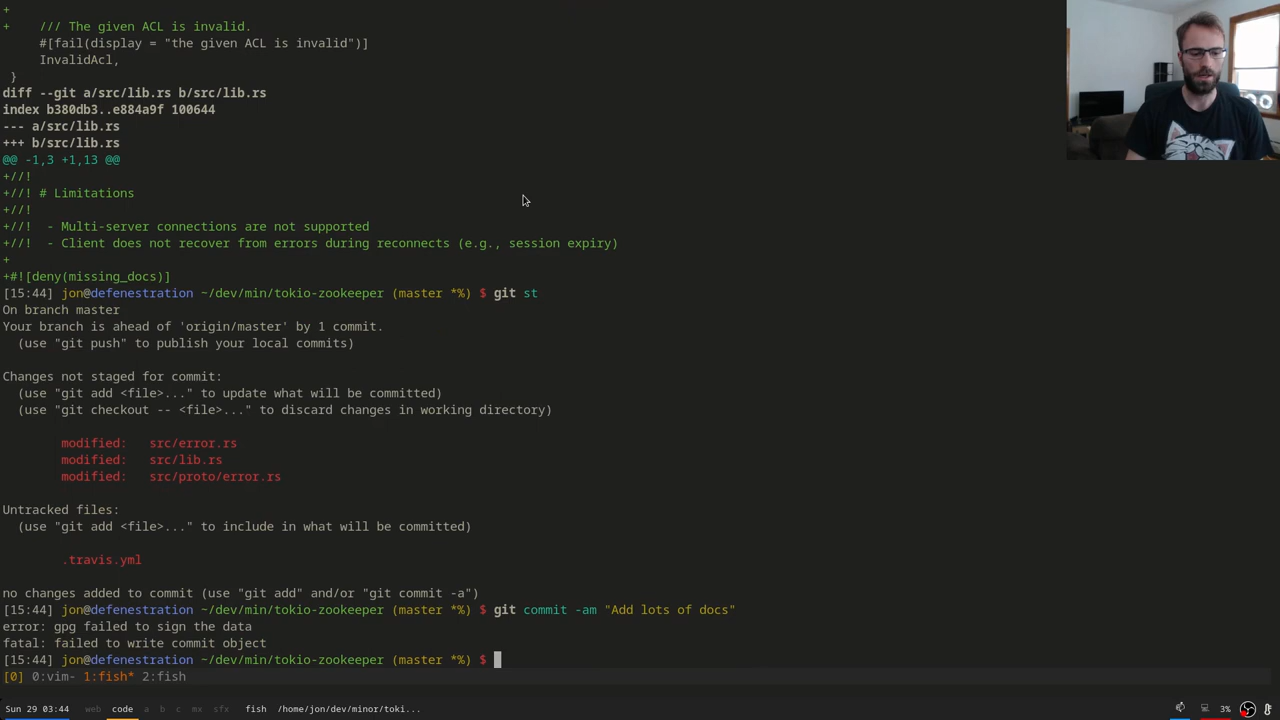 +
+    /// The given ACL is invalid.
     #[fail(display = "the given ACL is invalid")]
     InvalidAcl,
 }
diff --git a/src/lib.rs b/src/lib.rs
index b380db3..e884a9f 100644
--- a/src/lib.rs
+++ b/src/lib.rs
@@ -1,3 +1,13 @@
+//!
+//! # Limitations
+//!
+//!  - Multi-server connections are not supported
+//!  - Client does not recover from errors during reconnects (e.g., session expiry)
+
+#![deny(missing_docs)]
[15:44] jon@defenestration ~/dev/min/tokio-zookeeper (master *%) $ git st
On branch master
Your branch is ahead of 'origin/master' by 1 commit.
  (use "git push" to publish your local commits)
Changes not staged for commit:
  (use "git add <file>..." to update what will be committed)
  (use "git checkout -- <file>..." to discard changes in working directory)
        modified:   src/error.rs
        modified:   src/lib.rs
        modified:   src/proto/error.rs
Untracked files:
  (use "git add <file>..." to include in what will be committed)
        .travis.yml
no changes added to commit (use "git add" and/or "git commit -a")
[15:44] jon@defenestration ~/dev/min/tokio-zookeeper (master *%) $ git commit -am "Add lots of docs"
error: gpg failed to sign the data
fatal: failed to write commit object
[15:44] jon@defenestration ~/dev/min/tokio-zookeeper (master *%) $
[0] 0:vim- 1:fish* 2:fish
Sun 29 03:44 web code a b c mx sfx fish /home/jon/dev/minor/toki... 3%